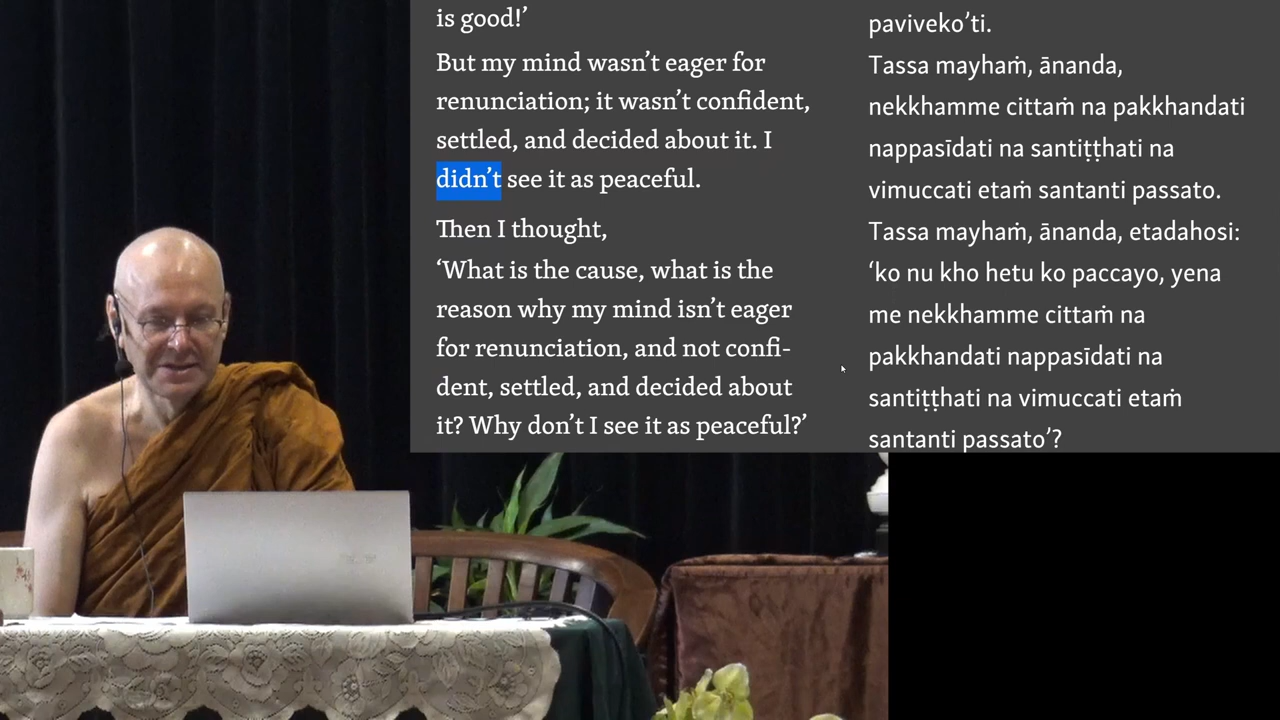 is good!’
But my mind wasn’t eager for
renunciation; it wasn’t confident,
settled, and decided about it. I
didn’t see it as peaceful.
Then I thought,
‘What is the cause, what is the
reason why my mind isn’t eager
for renunciation, and not confi-
dent, settled, and decided about
it? Why don’t I see it as peaceful?’
paviveko’ti.
Tassa mayhaṁ, ānanda,
nekkhamme cittaṁ na pakkhandati
nappasīdati na santiṭṭhati na
vimuccati etaṁ santanti passato.
Tassa mayhaṁ, ānanda, etadahosi:
‘ko nu kho hetu ko paccayo, yena
me nekkhamme cittaṁ na
pakkhandati nappasīdati na
santiṭṭhati na vimuccati etaṁ
santanti passato’?